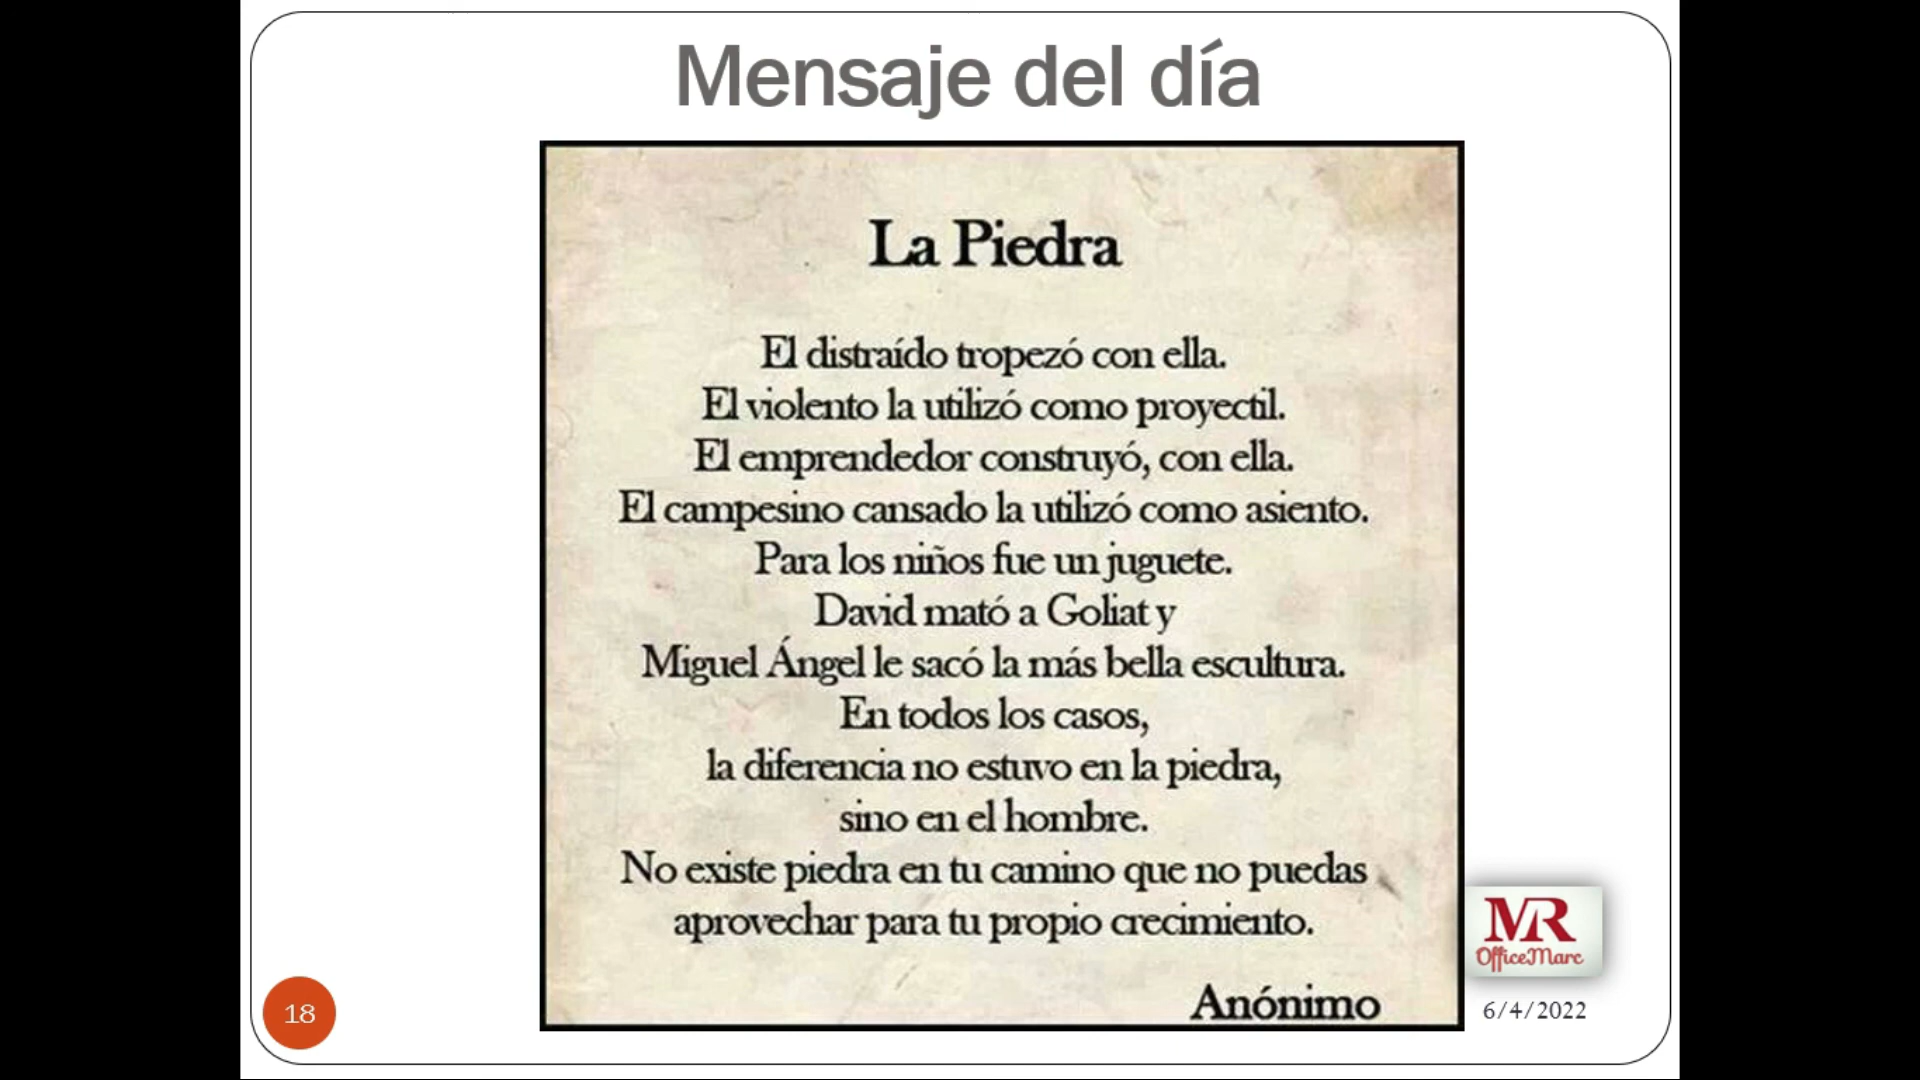 Mensaje del día
La Piedra
El distraído tropezó con ella.
El violento la utilizó como proyectil.
El emprendedor construyó, con ella.
El campesino cansado la utilizó como asiento.
Para los niños fue un juguete.
David mató a Goliat y
Miguel Ángel le sacó la más bella escultura.
En todos los casos,
la diferencia no estuvo en la piedra,
sino en el hombre.
No existe piedra en tu camino que no puedas
aprovechar para tu propio crecimiento.
Anónimo
MR
OfficeMarc
18
6/4/2022